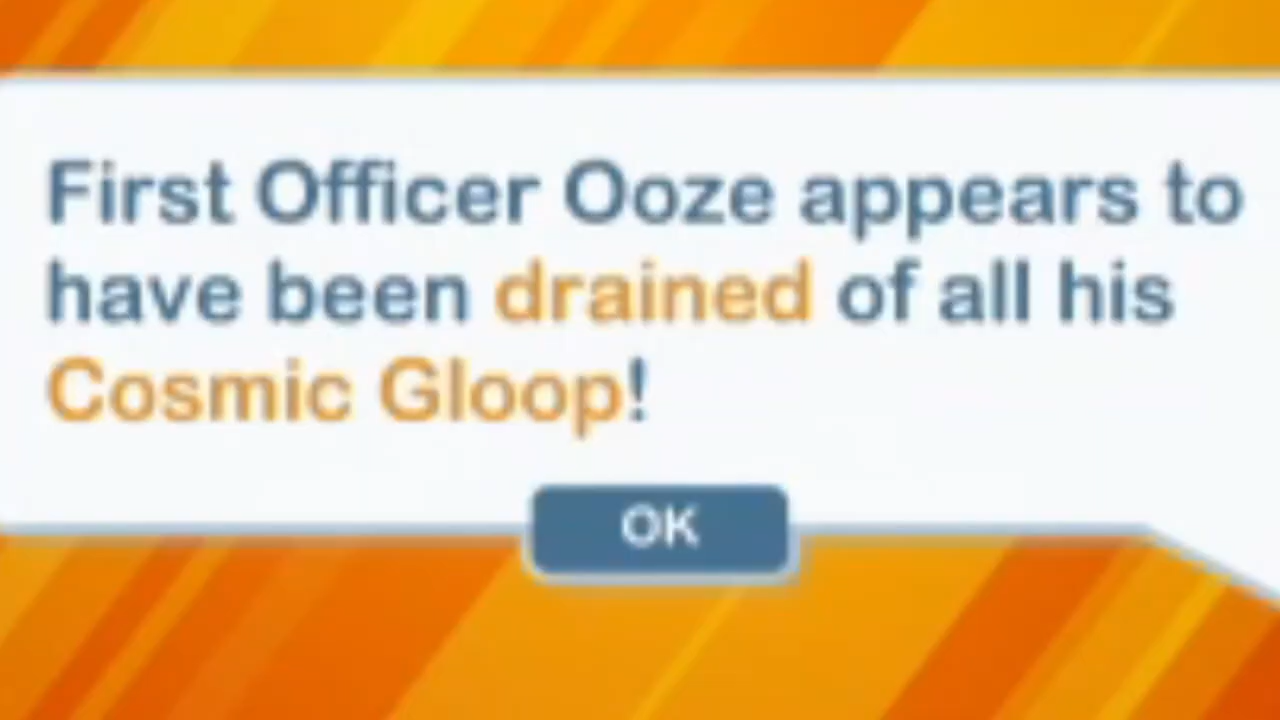 First Officer Ooze appears to
have been drained of all his
Cosmic Gloop!
OK